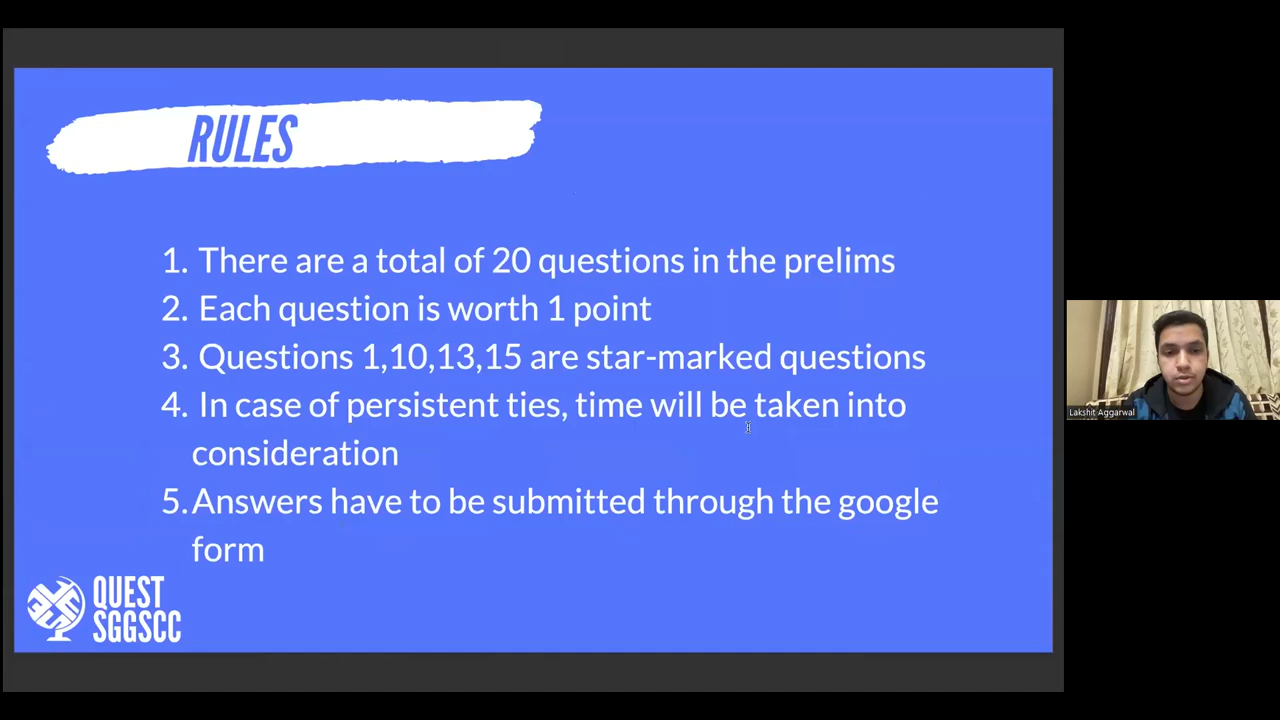 RULES
1. There are a total of 20 questions in the prelims
2. Each question is worth 1 point
3. Questions 1,10,13,15 are star-marked questions
4. In case of persistent ties, time will be taken into
consideration
5.Answers have to be submitted through the google
form
QUEST
SGGSCC
Lakshit Aggarwal